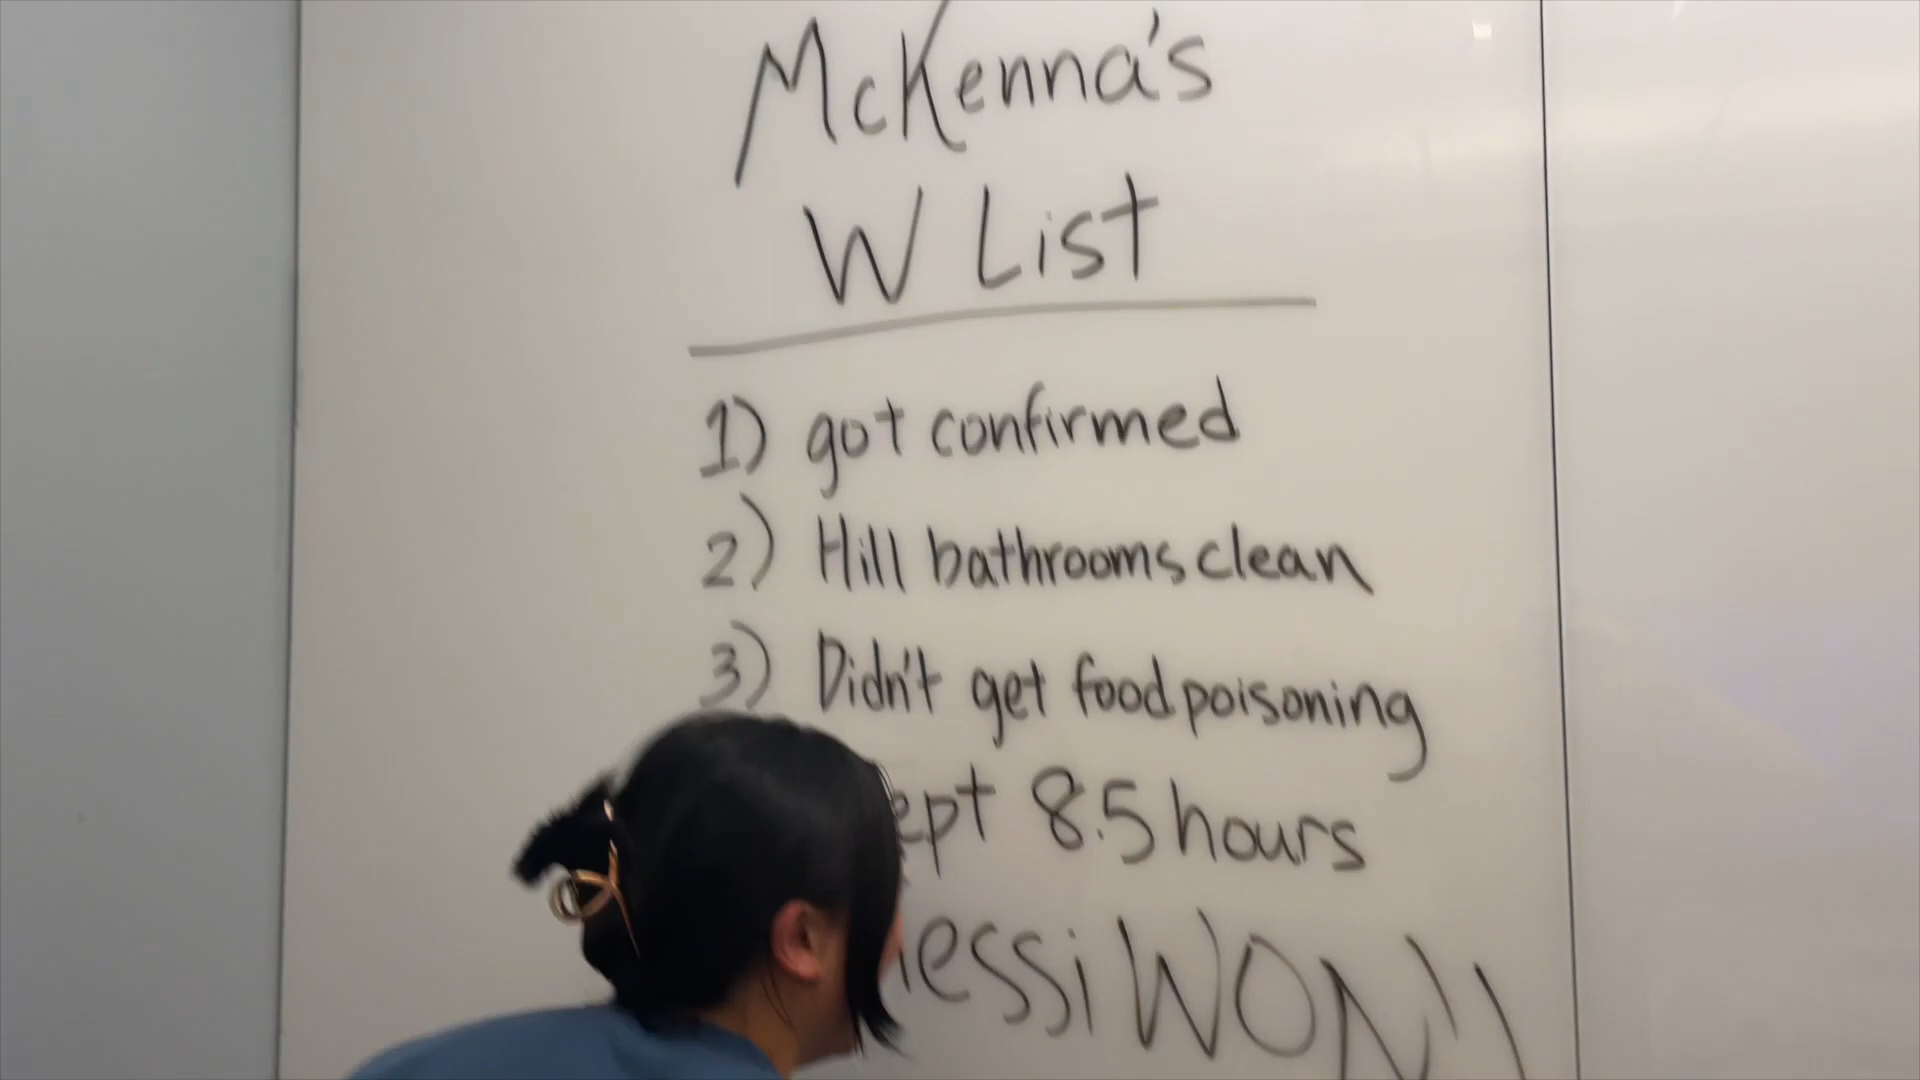 McKenna's
W List
1) got confirmed
2) Hill bathrooms clean
3) Didn't get food poisoning
8.5 hours
WON